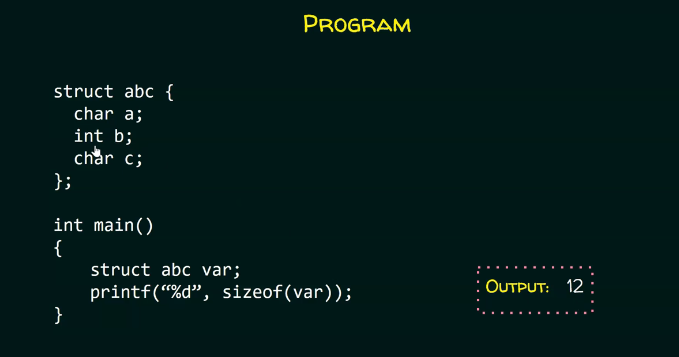 PROGRAM
struct abc {
char a;
int b;
char c;
};
int main()
{
struct abc var;
printf(“%d”, sizeof(var));
}
OUTPUT: 12